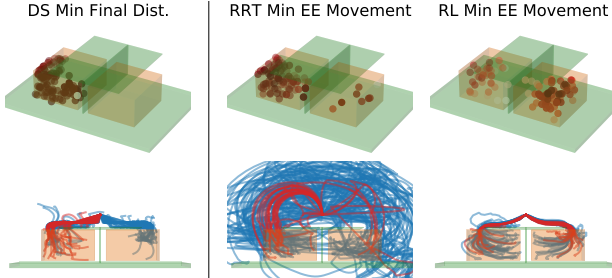 DS Min Final Dist.
RRT Min EE Movement
RL Min EE Movement